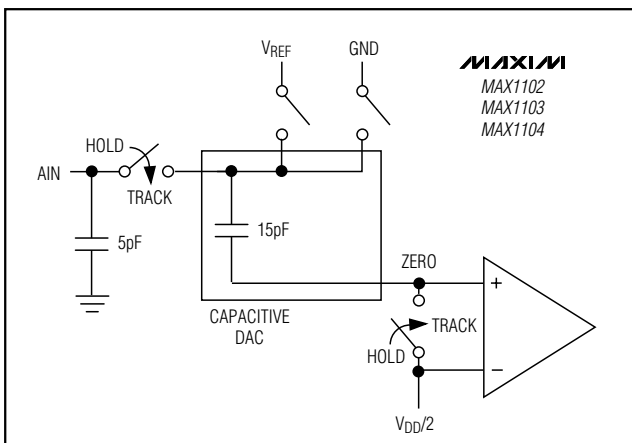 VREF
GND
MAXIM
MAX1102
MAX1103
MAX1104
HOLD
AIN
TRACK
5pF
15pF
ZERO
+
CAPACITIVE
DAC
TRACK
HOLD
−
VDD/2